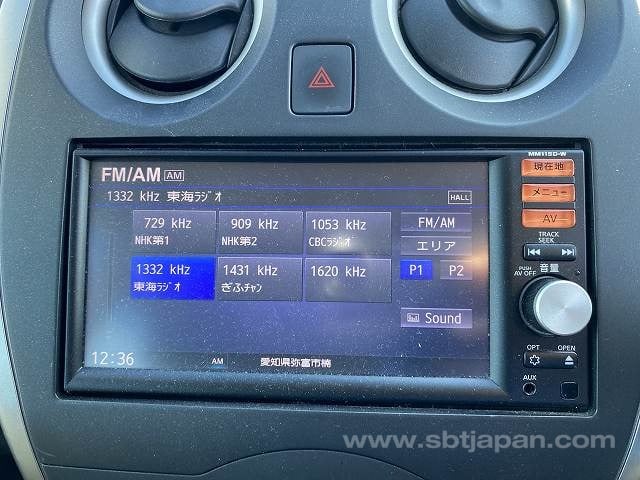 MM115D-W
FM/AM AM
現在地
1332 kHz 東海ﾗｼﾞｵ HALL
メニュー
729 kHz 909 kHz 1053 kHz FM/AM
NHK第1 NHK第2 CBCﾗｼﾞｵ
AV
エリア
TRACK
SEEK
1332 kHz 1431 kHz 1620 kHz P1 P2
東海ﾗｼﾞｵ ぎふﾁｬﾝ
PUSH
AV OFF 音量
Sound
12:36 AM 愛知県弥富市楠
OPT OPEN
AUX
www.sbtjapan.com